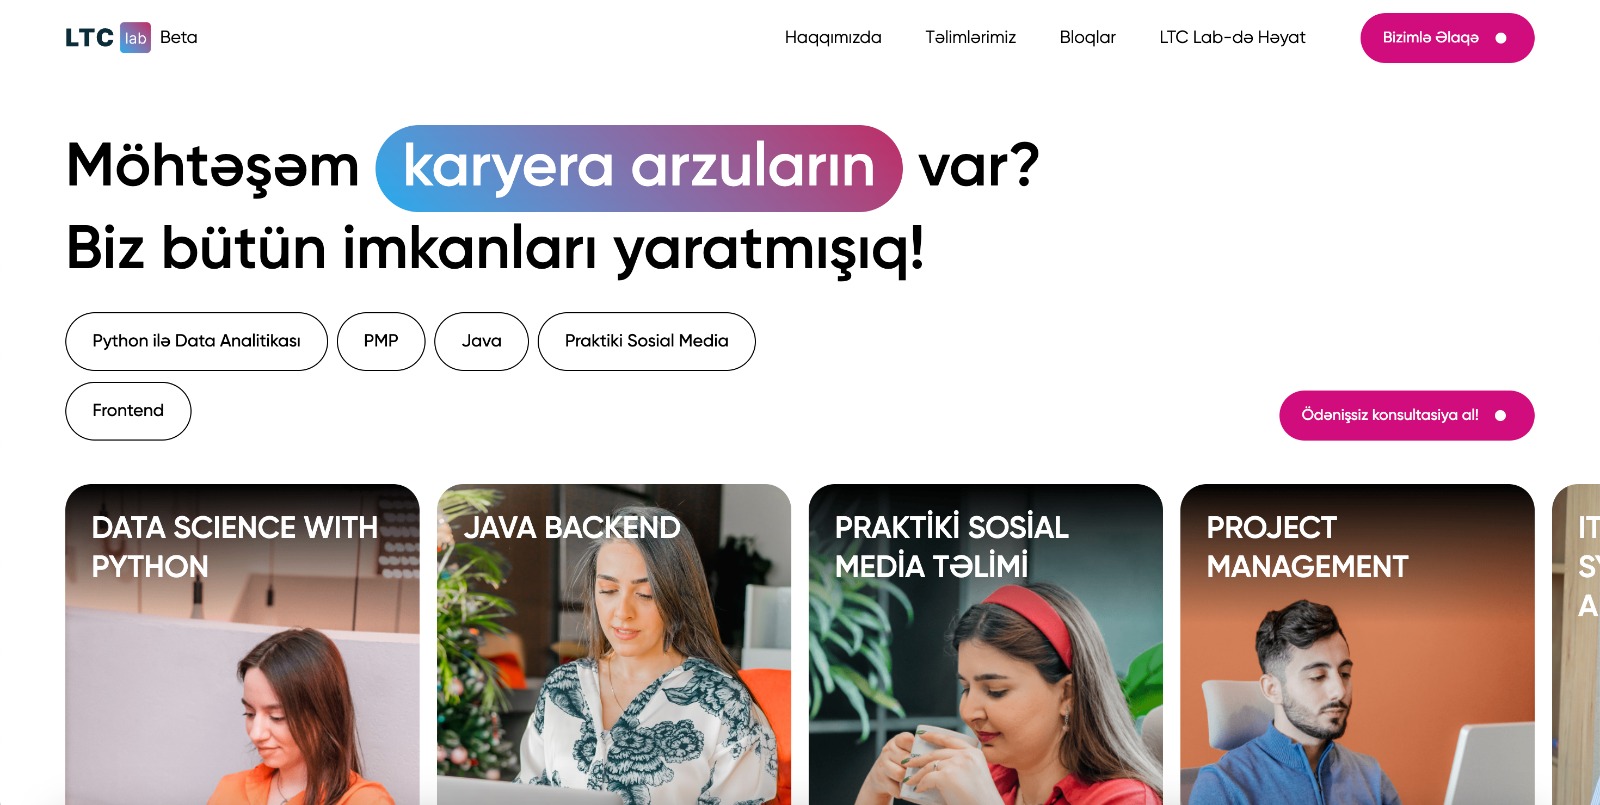 LTC lab Beta
Haqqımızda
Təlimlərimiz
Bloqlar
LTC Lab-də Həyat
Bizimlə Əlaqə
Möhtəşəm karyera arzuların var?
Biz bütün imkanları yaratmışıq!
Python ilə Data Analitikası
PMP
Java
Praktiki Sosial Media
Frontend
Ödənişsiz konsultasiya al!
DATA SCIENCE WITH
PYTHON
JAVA BACKEND
PRAKTİKİ SOSİAL
MEDİA TƏLİMİ
PROJECT
MANAGEMENT
IT